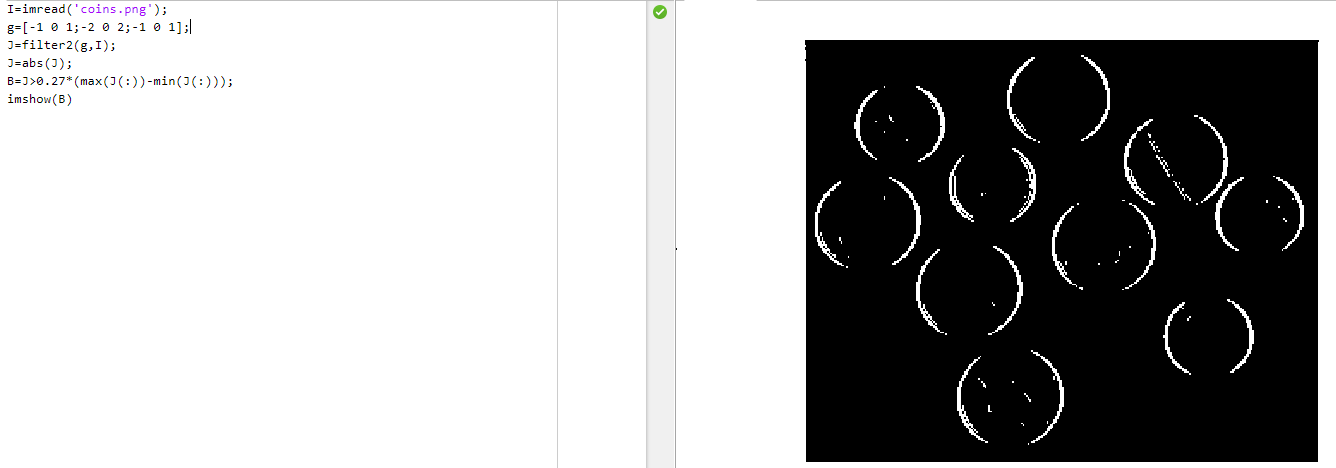 I=imread('coins.png');
g=[-1 0 1;-2 0 2;-1 0 1];
J=filter2(g,I);
J=abs(J);
B=J>0.27*(max(J(:))-min(J(:)));
imshow(B)